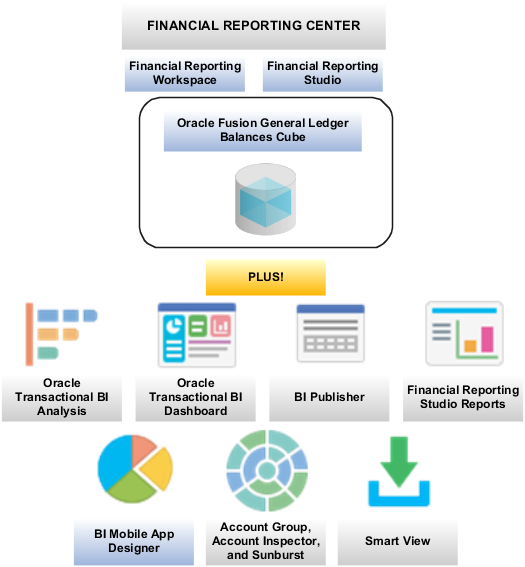 FINANCIAL REPORTING CENTER
Financial Reporting
Workspace
Financial Reporting
Studio
Oracle Fusion General Ledger
Balances Cube
PLUS!
Oracle
Transactional BI
Analysis
Oracle
Transactional BI
Dashboard
BI Publisher
Financial Reporting
Studio Reports
BI Mobile App
Designer
Account Group,
Account Inspector,
and Sunburst
Smart View